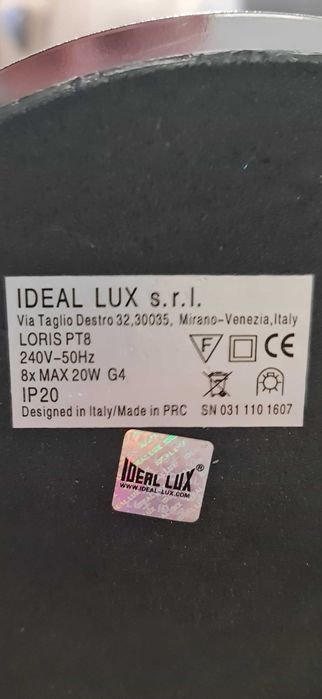 IDEAL LUX s.r.l.
Via Taglio Destro 32,30035, Mirano-Venezia,Italy
LORIS PT8
240V-50Hz
F CE
8x MAX 20W G4
IP20
Designed in Italy/Made in PRC SN 031 110 1607
IDEAL LUX®
WWW.IDEAL-LUX.COM